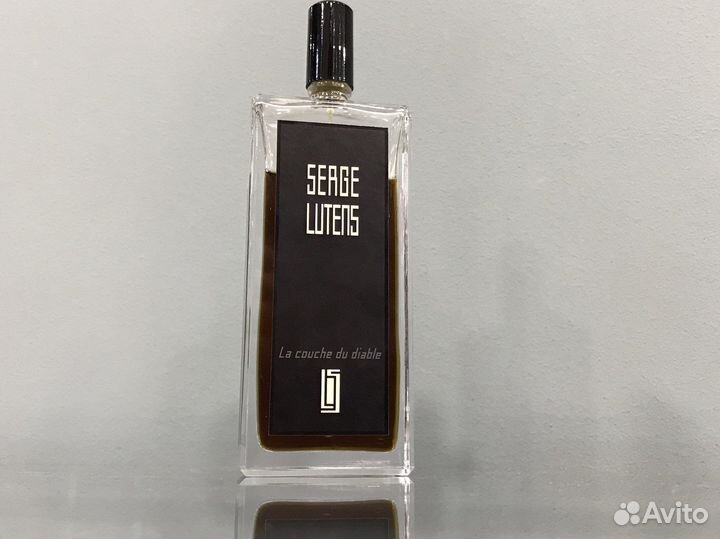 SERGE
LUTENS
La couche du diable
Avito